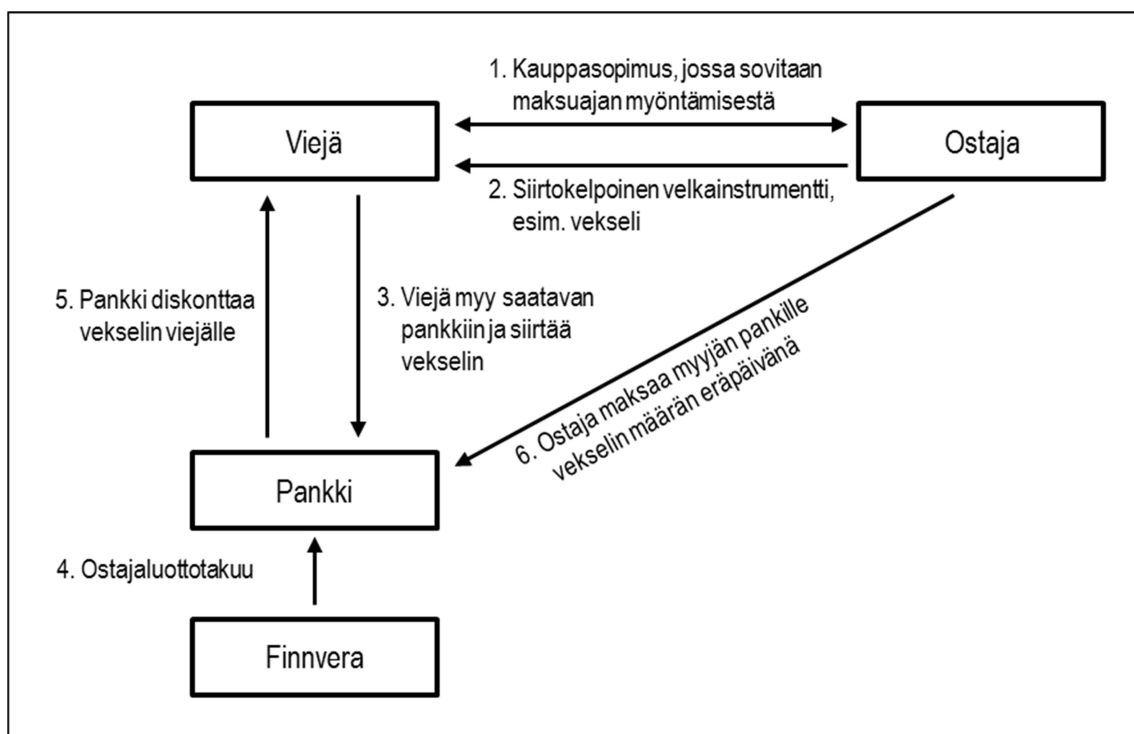 1. Kauppasopimus, jossa sovitaan
maksuajan myöntämisestä
Viejä
Ostaja
2. Siirtokelpoinen velkainstrumentti,
esim. vekseli
5. Pankki diskonttaa
vekselin viejälle
3. Viejä myy saatavan
pankkiin ja siirtää
vekselin
6. Ostaja maksaa myyjän pankille
vekselin määrän eräpäivänä
Pankki
4. Ostajaluottotakuu
Finnvera